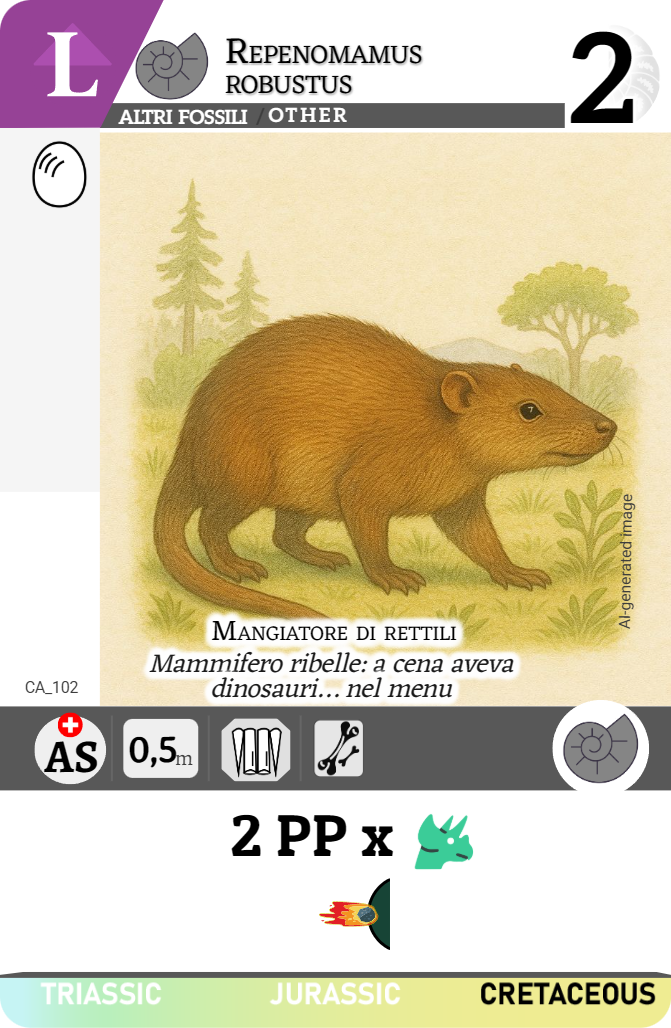 L
Repenomamus
robustus
2
ALTRI FOSSILI / OTHER
AI-generated image
Mangiatore di rettili
Mammifero ribelle: a cena aveva
dinosauri... nel menu
CA_102
AS
0,5m
2 PP x
TRIASSIC JURASSIC CRETACEOUS